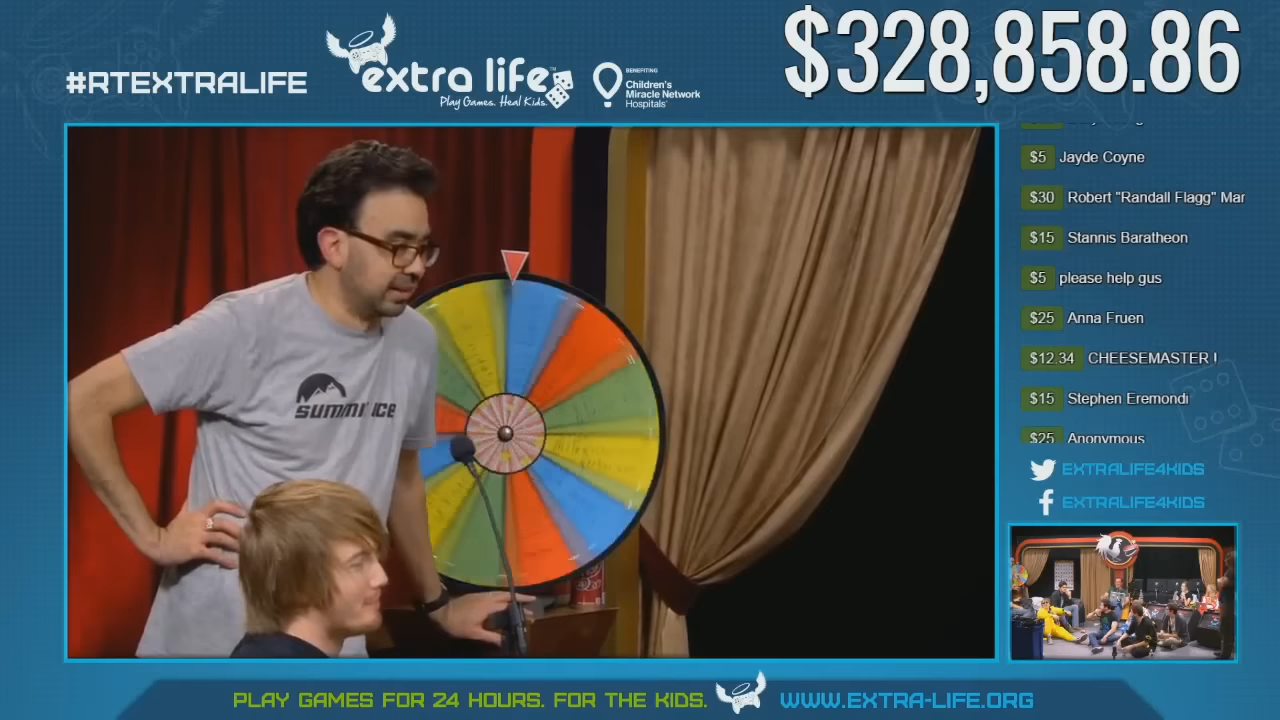 #RTEXTRALIFE
extra life
Play Games. Heal Kids.
BENEFITING
Children's
Miracle Network
Hospitals
$328,858.86
$5 Jayde Coyne
$30 Robert "Randall Flagg" Mar
$15 Stannis Baratheon
$5 please help gus
$25 Anna Fruen
$12.34 CHEESEMASTER
$15 Stephen Eremondi
$25 Anonymous
EXTRALIFE4KIDS
EXTRALIFE4KIDS
SUMMIT ICE
PLAY GAMES FOR 24 HOURS. FOR THE KIDS.
WWW.EXTRA-LIFE.ORG